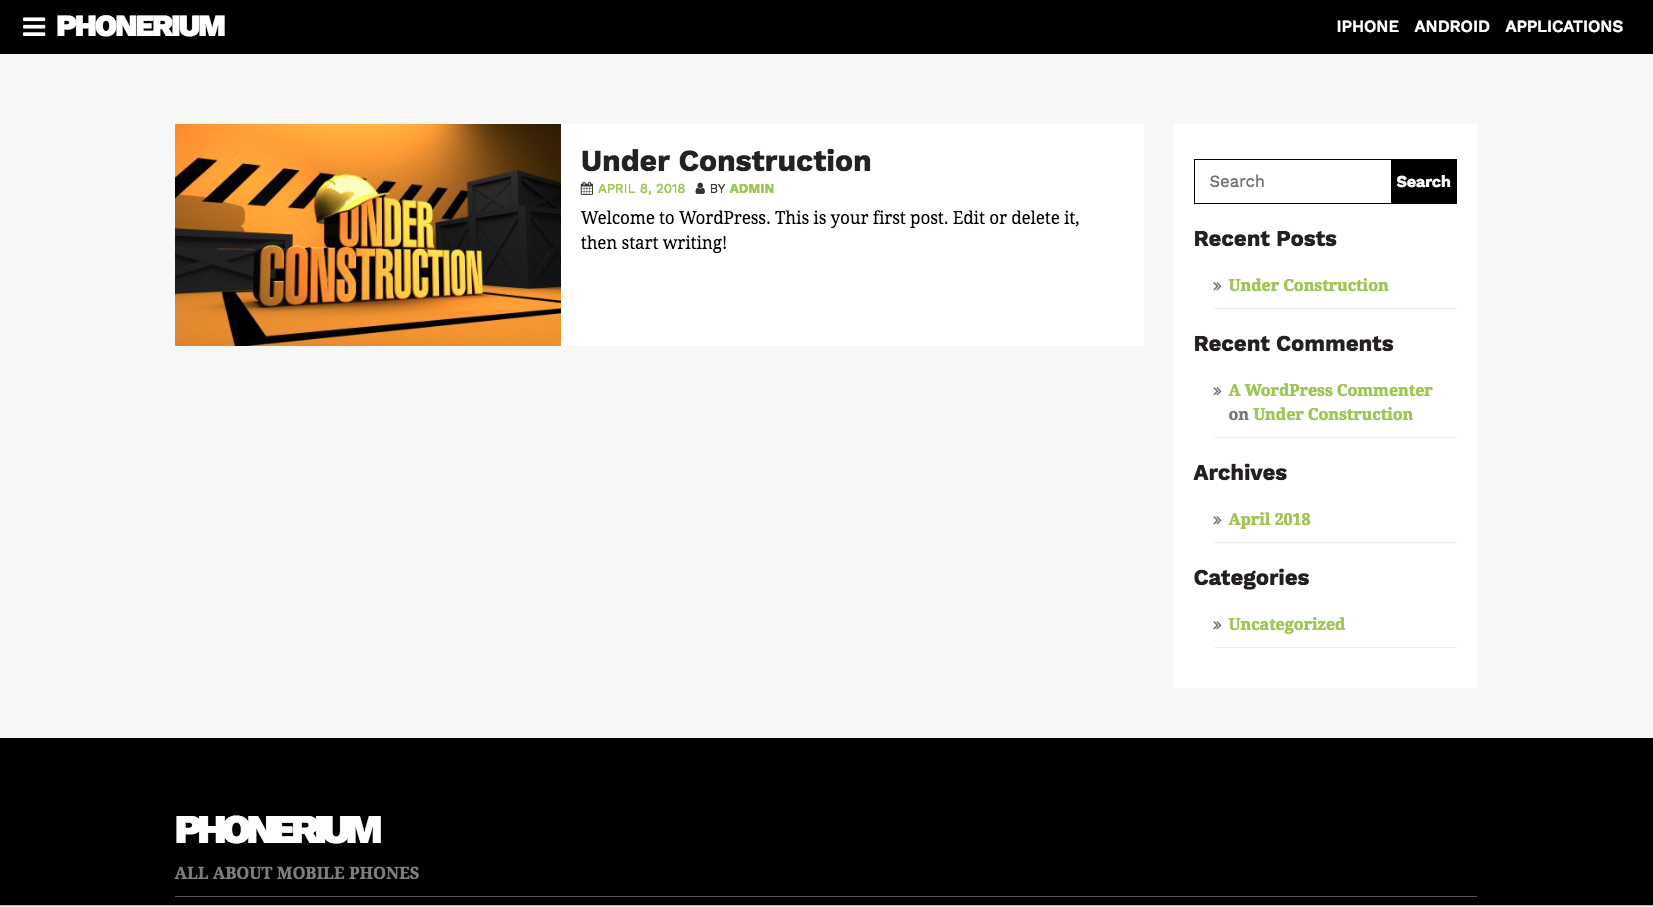 PHONERIUM
IPHONE ANDROID APPLICATIONS
UNDER
CONSTRUCTION
Under Construction
APRIL 8, 2018 BY ADMIN
Welcome to WordPress. This is your first post. Edit or delete it,
then start writing!
Search Search
Recent Posts
» Under Construction
Recent Comments
» A WordPress Commenter
on Under Construction
Archives
» April 2018
Categories
» Uncategorized
PHONERIUM
ALL ABOUT MOBILE PHONES